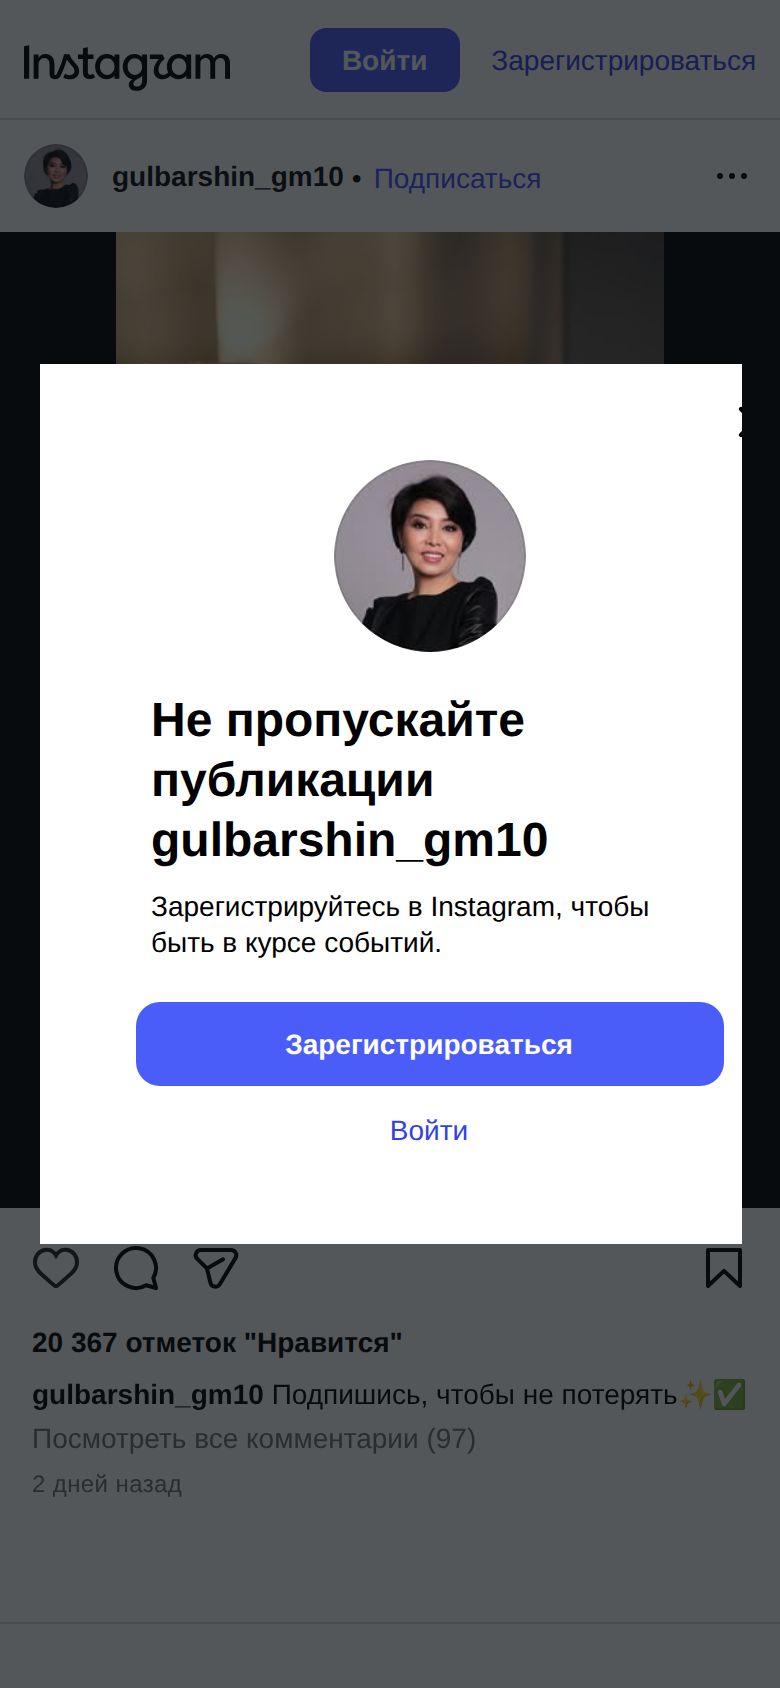 Instagram
Войти
Зарегистрироваться
gulbarshin_gm10 • Подписаться
Не пропускайте
публикации
gulbarshin_gm10
Зарегистрируйтесь в Instagram, чтобы
быть в курсе событий.
Зарегистрироваться
Войти
20 367 отметок "Нравится"
gulbarshin_gm10 Подпишись, чтобы не потерять✨✅
Посмотреть все комментарии (97)
2 дней назад